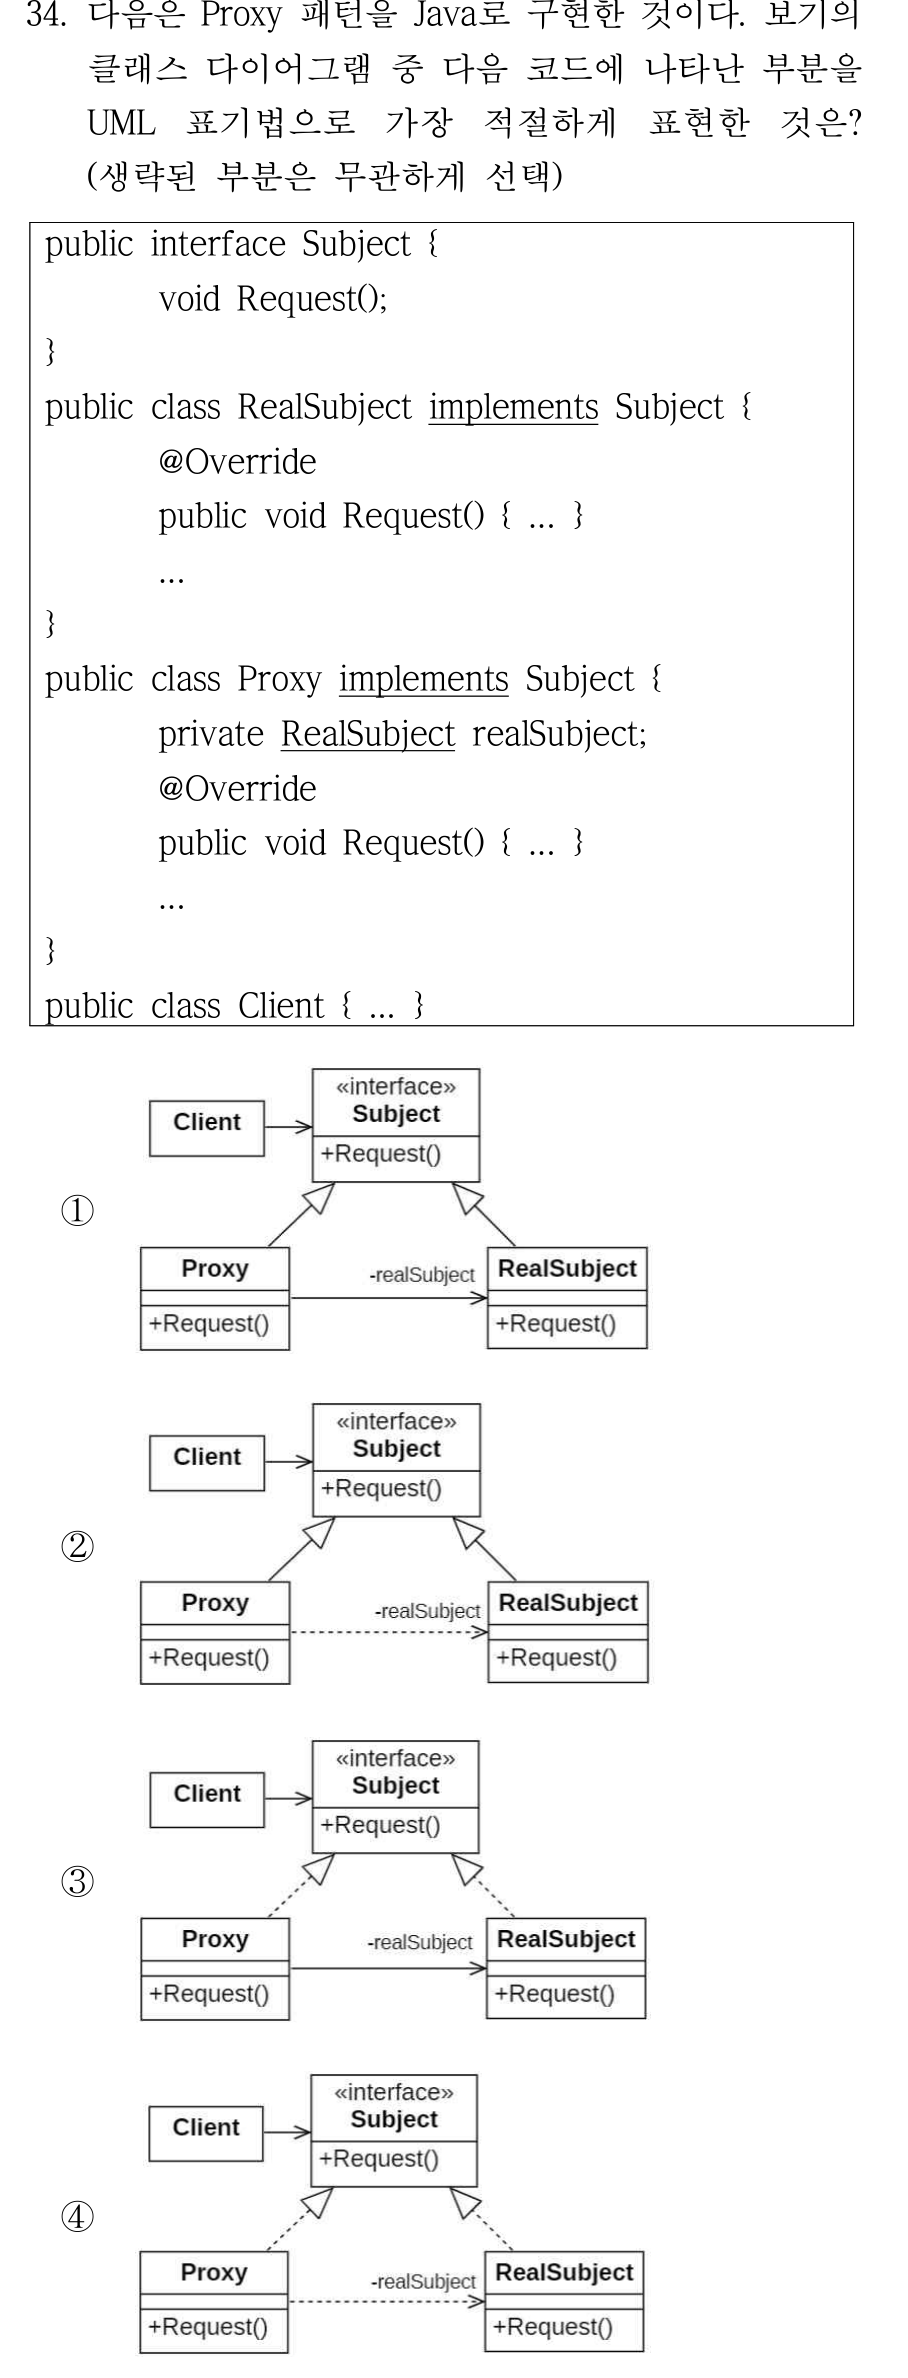 34. 다음은 Proxy 패턴을 Java로 구현한 것이다. 보기의
클래스 다이어그램 중 다음 코드에 나타난 부분을
UML 표기법으로 가장 적절하게 표현한 것은?
(생략된 부분은 무관하게 선택)
public interface Subject {
void Request();
}
public class RealSubject implements Subject {
@Override
public void Request() { ... }
...
}
public class Proxy implements Subject {
private RealSubject realSubject;
@Override
public void Request() { ... }
...
}
public class Client { ... }
①
«interface»
Client
Subject
+Request()
Proxy
-realSubject
RealSubject
+Request()
+Request()
②
«interface»
Client
Subject
+Request()
Proxy
-realSubject
RealSubject
+Request()
+Request()
③
«interface»
Client
Subject
+Request()
Proxy
-realSubject
RealSubject
+Request()
+Request()
④
«interface»
Client
Subject
+Request()
Proxy
-realSubject
RealSubject
+Request()
+Request()